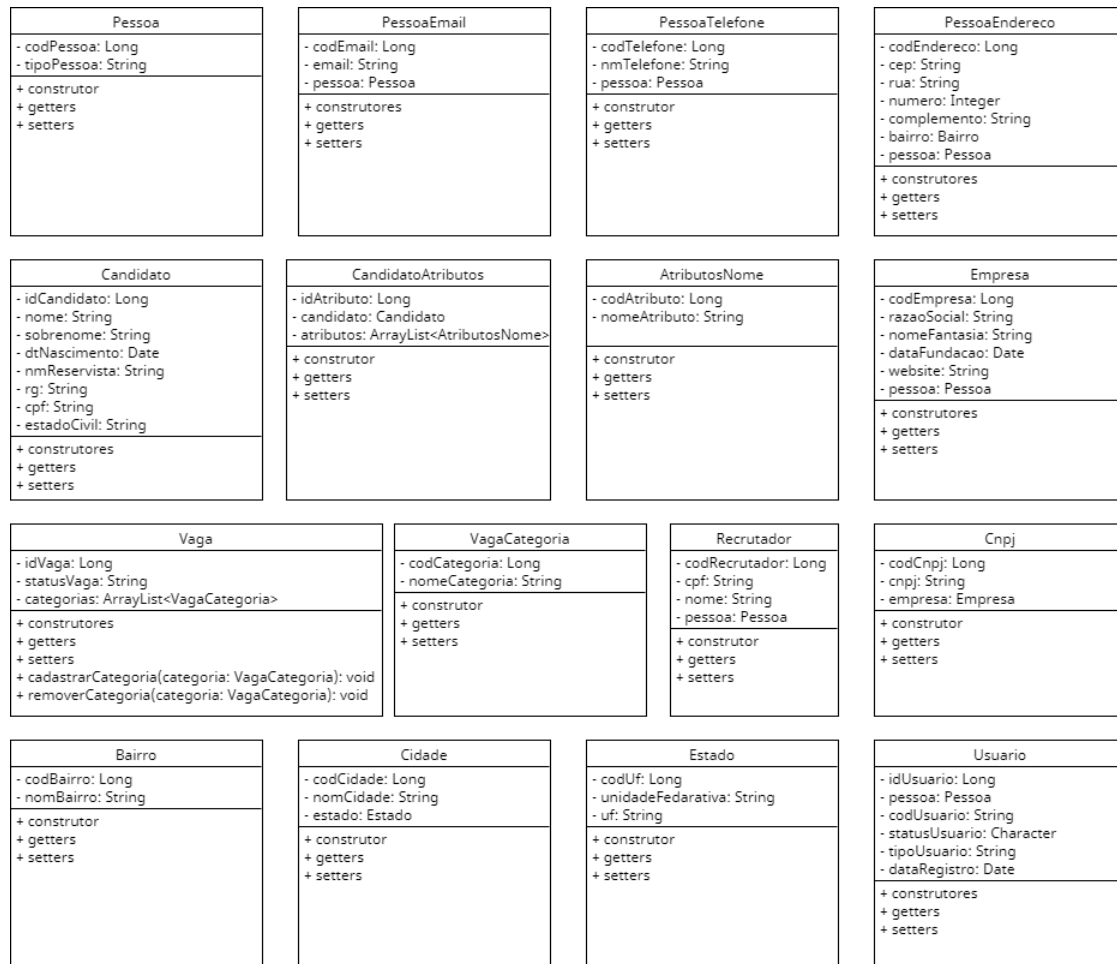 Pessoa
- codPessoa: Long
- tipoPessoa: String
+ construtor
+ getters
+ setters
PessoaEmail
- codEmail: Long
- email: String
- pessoa: Pessoa
+ construtores
+ getters
+ setters
PessoaTelefone
- codTelefone: Long
- nmTelefone: String
- pessoa: Pessoa
+ construtor
+ getters
+ setters
PessoaEndereco
- codEndereco: Long
- cep: String
- rua: String
- numero: Integer
- complemento: String
- bairro: Bairro
- pessoa: Pessoa
+ construtores
+ getters
+ setters
Candidato
- idCandidato: Long
- nome: String
- sobrenome: String
- dtNascimento: Date
- nmReservista: String
- rg: String
- cpf: String
- estadoCivil: String
+ construtores
+ getters
+ setters
CandidatoAtributos
- idAtributo: Long
- candidato: Candidato
- atributos: ArrayList<AtributosNome>
+ construtor
+ getters
+ setters
AtributosNome
- codAtributo: Long
- nomeAtributo: String
+ construtor
+ getters
+ setters
Empresa
- codEmpresa: Long
- razaoSocial: String
- nomeFantasia: String
- dataFundacao: Date
- website: String
- pessoa: Pessoa
+ construtores
+ getters
+ setters
Vaga
- idVaga: Long
- statusVaga: String
- categorias: ArrayList<VagaCategoria>
+ construtores
+ getters
+ setters
+ cadastrarCategoria(categoria: VagaCategoria): void
+ removerCategoria(categoria: VagaCategoria): void
VagaCategoria
- codCategoria: Long
- nomeCategoria: String
+ construtor
+ getters
+ setters
Recrutador
- codRecrutador: Long
- cpf: String
- nome: String
- pessoa: Pessoa
+ construtor
+ getters
+ setters
Cnpj
- codCnpj: Long
- cnpj: String
- empresa: Empresa
+ construtor
+ getters
+ setters
Bairro
- codBairro: Long
- nomBairro: String
+ construtor
+ getters
+ setters
Cidade
- codCidade: Long
- nomCidade: String
- estado: Estado
+ construtor
+ getters
+ setters
Estado
- codUf: Long
- unidadeFedarativa: String
- uf: String
+ construtor
+ getters
+ setters
Usuario
- idUsuario: Long
- pessoa: Pessoa
- codUsuario: String
- statusUsuario: Character
- tipoUsuario: String
- dataRegistro: Date
+ construtores
+ getters
+ setters